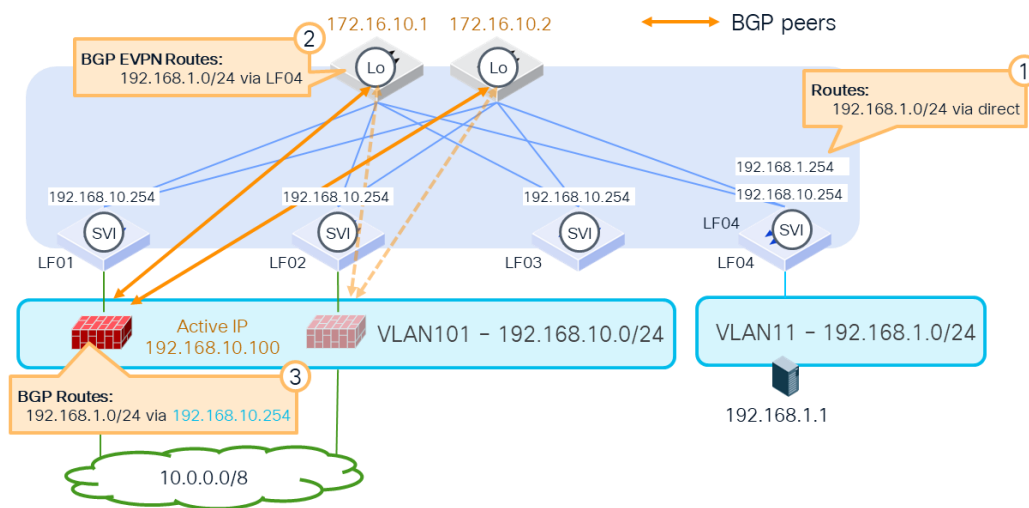 172.16.10.1
172.16.10.2
BGP peers
2
BGP EVPN Routes:
192.168.1.0/24 via LF04
Lo
Lo
1
Routes:
192.168.1.0/24 via direct
192.168.1.254
192.168.10.254
192.168.10.254
192.168.10.254
192.168.10.254
LF04
SVI
SVI
SVI
SVI
LF01
LF02
LF03
LF04
Active IP
192.168.10.100
VLAN101 – 192.168.10.0/24
VLAN11 – 192.168.1.0/24
3
BGP Routes:
192.168.1.0/24 via 192.168.10.254
192.168.1.1
10.0.0.0/8